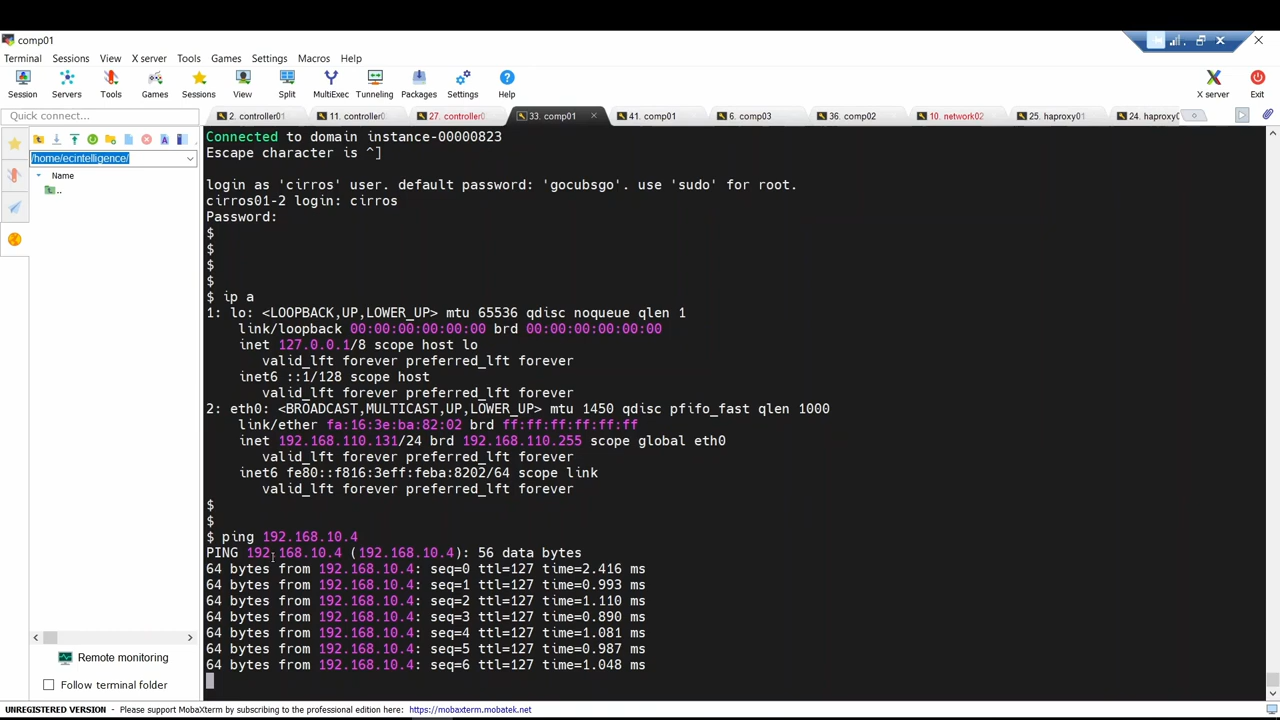 comp01
Terminal Sessions View X server Tools Games Settings Macros Help
Session Servers Tools Games Sessions View Split MultiExec Tunneling Packages Settings Help X server Exit
Quick connect...
2. controller01 11. controller0 27. controller0 33. comp01 41. comp01 6. comp03 36. comp02 10. network02 25. haproxy01 24. haproxy0
/home/ecintelligence/
Name
..
Connected to domain instance-00000823
Escape character is ^]
login as 'cirros' user. default password: 'gocubsgo'. use 'sudo' for root.
cirros01-2 login: cirros
Password:
$
$
$
$
$ ip a
1: lo: <LOOPBACK,UP,LOWER_UP> mtu 65536 qdisc noqueue qlen 1
link/loopback 00:00:00:00:00:00 brd 00:00:00:00:00:00
inet 127.0.0.1/8 scope host lo
valid_lft forever preferred_lft forever
inet6 ::1/128 scope host
valid_lft forever preferred_lft forever
2: eth0: <BROADCAST,MULTICAST,UP,LOWER_UP> mtu 1450 qdisc pfifo_fast qlen 1000
link/ether fa:16:3e:ba:82:02 brd ff:ff:ff:ff:ff:ff
inet 192.168.110.131/24 brd 192.168.110.255 scope global eth0
valid_lft forever preferred_lft forever
inet6 fe80::f816:3eff:feba:8202/64 scope link
valid_lft forever preferred_lft forever
$
$
$ ping 192.168.10.4
PING 192.168.10.4 (192.168.10.4): 56 data bytes
64 bytes from 192.168.10.4: seq=0 ttl=127 time=2.416 ms
64 bytes from 192.168.10.4: seq=1 ttl=127 time=0.993 ms
64 bytes from 192.168.10.4: seq=2 ttl=127 time=1.110 ms
64 bytes from 192.168.10.4: seq=3 ttl=127 time=0.890 ms
64 bytes from 192.168.10.4: seq=4 ttl=127 time=1.081 ms
64 bytes from 192.168.10.4: seq=5 ttl=127 time=0.987 ms
64 bytes from 192.168.10.4: seq=6 ttl=127 time=1.048 ms
Remote monitoring
Follow terminal folder
UNREGISTERED VERSION - Please support MobaXterm by subscribing to the professional edition here: https://mobaxterm.mobatek.net